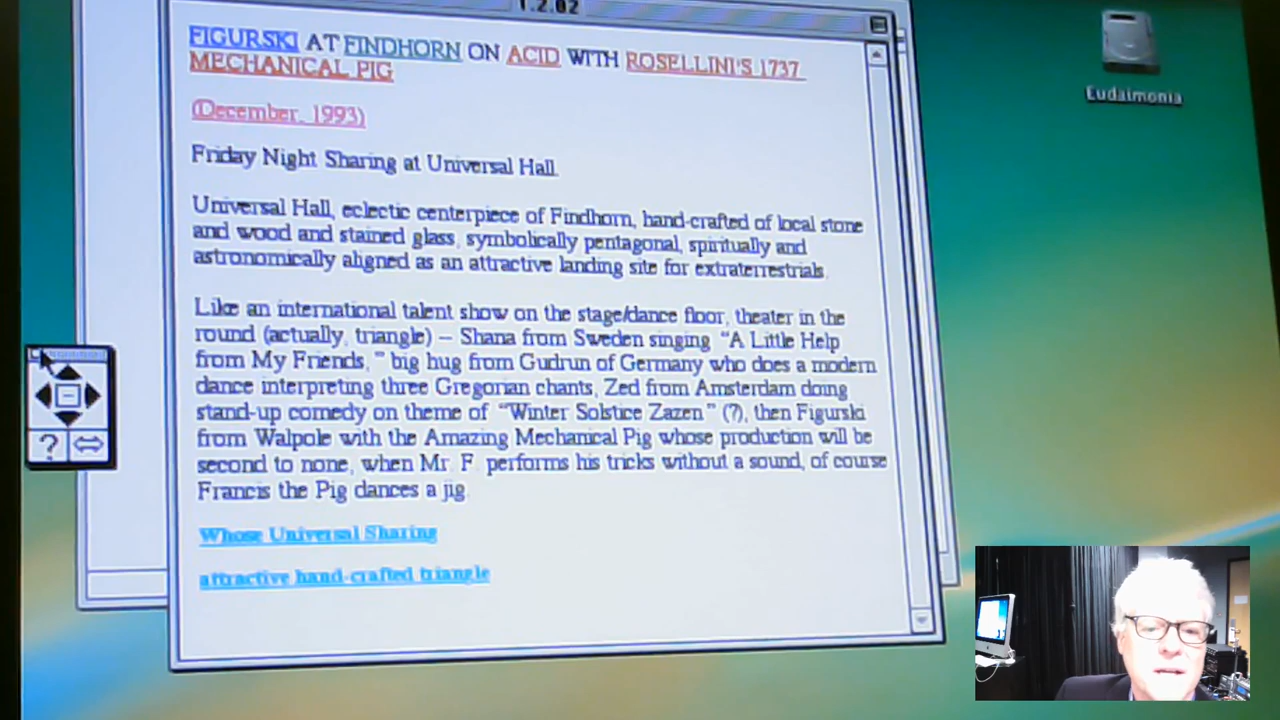 1.2.02
FIGURSKI AT FINDHORN ON ACID WITH ROSELLINI'S 1737
MECHANICAL PIG
(December, 1993)
Friday Night Sharing at Universal Hall.
Universal Hall, eclectic centerpiece of Findhorn, hand-crafted of local stone
and wood and stained glass, symbolically pentagonal, spiritually and
astronomically aligned as an attractive landing site for extraterrestrials.
Like an international talent show on the stage/dance floor, theater in the
round (actually, triangle) – Shana from Sweden singing “A Little Help
from My Friends,” big hug from Gudrun of Germany who does a modern
dance interpreting three Gregorian chants, Zed from Amsterdam doing
stand-up comedy on theme of “Winter Solstice Zazen” (?), then Figurski
from Walpole with the Amazing Mechanical Pig whose production will be
second to none, when Mr. F. performs his tricks without a sound, of course
Francis the Pig dances a jig.
Whose Universal Sharing
attractive hand-crafted triangle
?
Eudaimonia